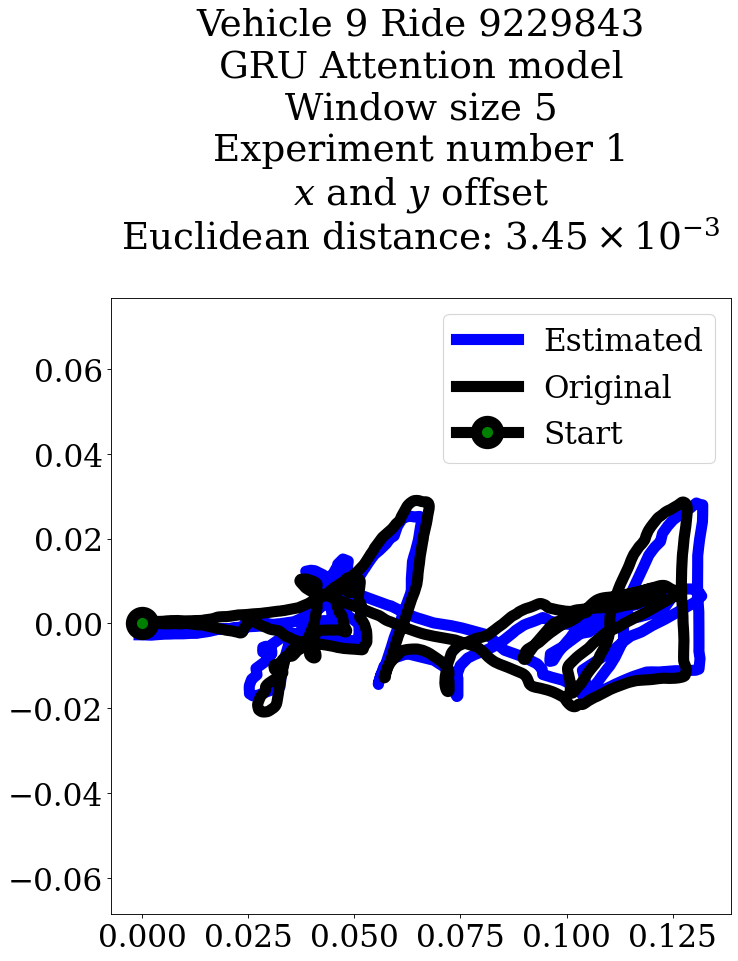 Vehicle 9 Ride 9229843
GRU Attention model
Window size 5
Experiment number 1
x and y offset
Euclidean distance: 3.45 × 10⁻³
Estimated
Original
Start
0.06
0.04
0.02
0.00
−0.02
−0.04
−0.06
0.000 0.025 0.050 0.075 0.100 0.125